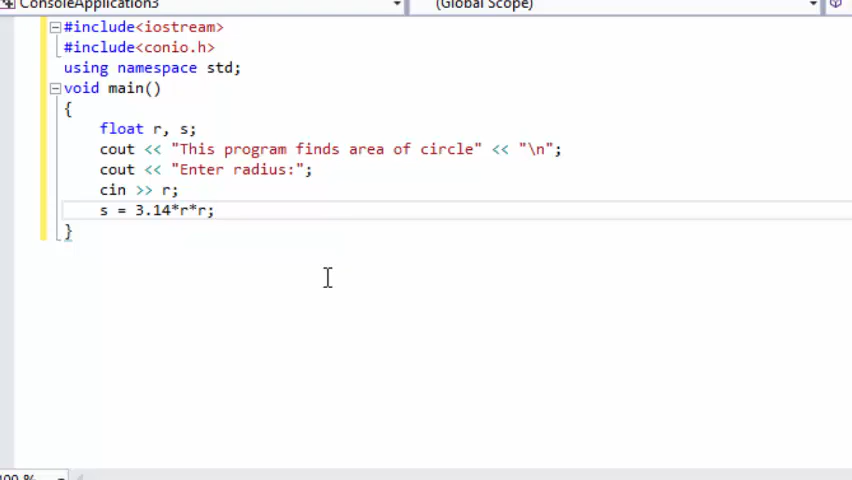 ConsoleApplication3 (Global Scope)
#include<iostream>
#include<conio.h>
using namespace std;
void main()
{
float r, s;
cout << "This program finds area of circle" << "\n";
cout << "Enter radius:";
cin >> r;
s = 3.14*r*r;
}